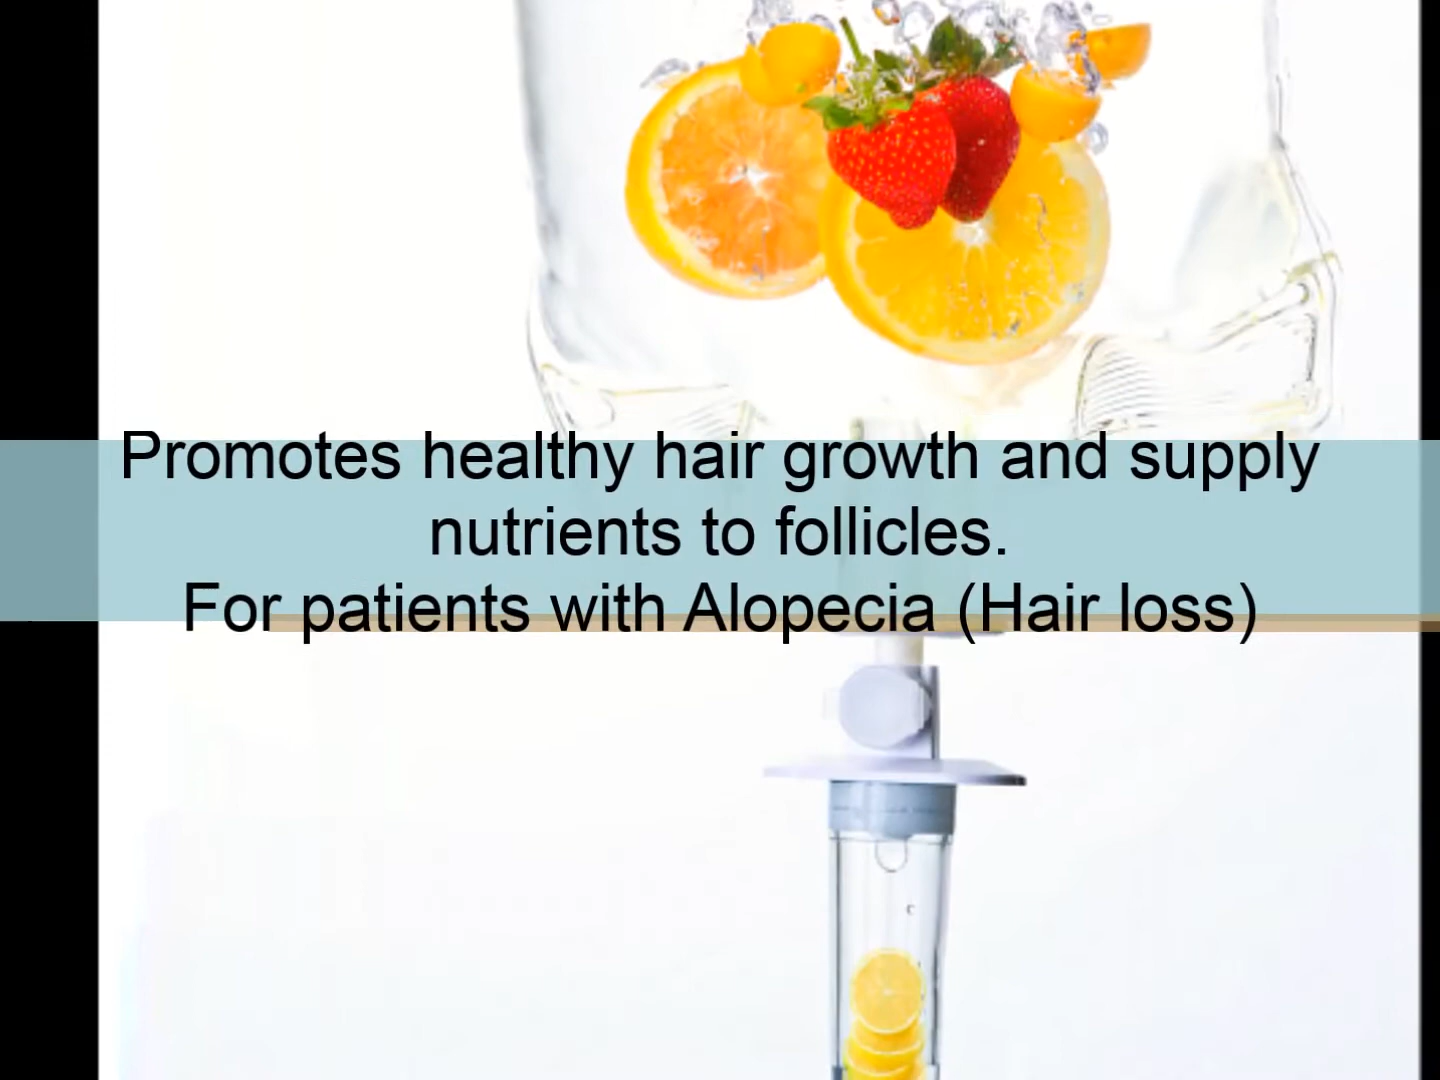 Promotes healthy hair growth and supply
nutrients to follicles.
For patients with Alopecia (Hair loss)